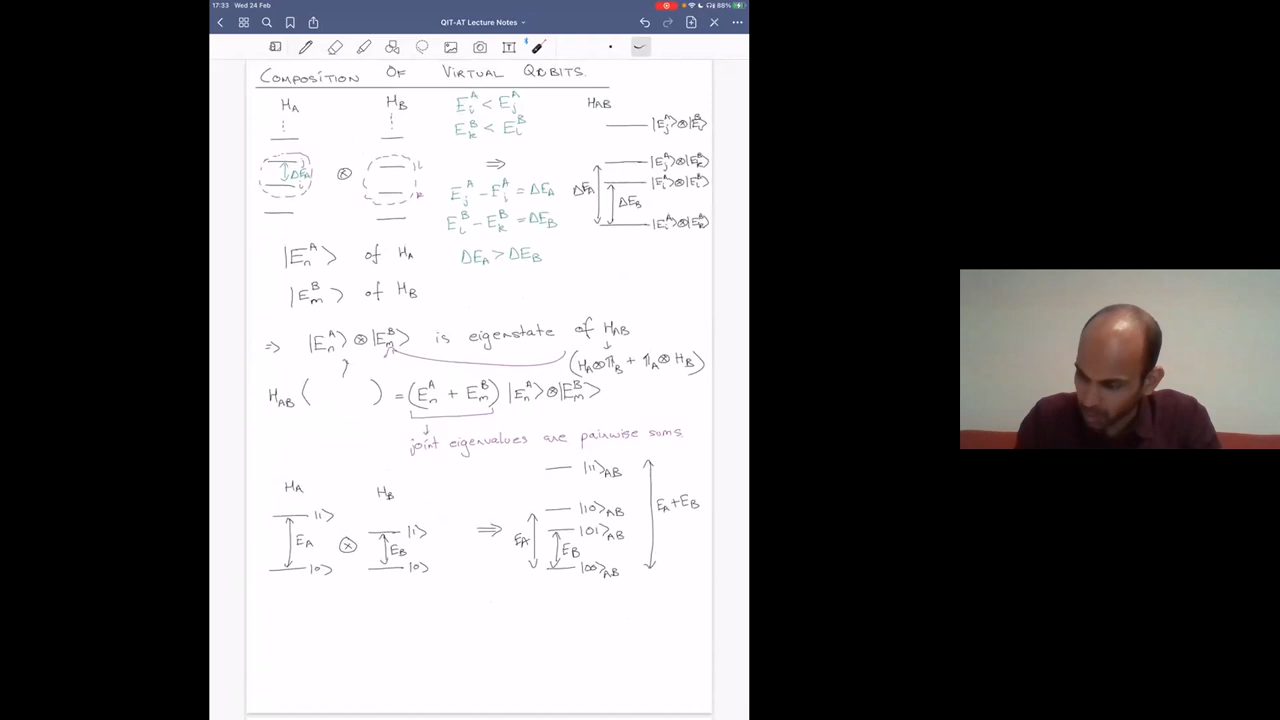 17:33 Wed 24 Feb
88%
QIT-AT Lecture Notes
COMPOSITION OF VIRTUAL QUBITS.
H_A H_B E_i^A < E_j^A H_AB
E_k^B < E_l^B
|E_j^A>⊗|E_l^B>
j l ⇒ |E_j^A>⊗|E_k^B>
ΔE_A ⊗ ΔE_A |E_i^A>⊗|E_l^B>
i k E_j^A - E_i^A = ΔE_A ΔE_B
E_l^B - E_k^B = ΔE_B |E_i^A>⊗|E_k^B>
|E_n^A> of H_A ΔE_A > ΔE_B
|E_m^B> of H_B
⇒ |E_n^A>⊗|E_m^B> is eigenstate of H_AB
(H_A⊗𝟙_B + 𝟙_A⊗H_B)
H_AB ( ) = (E_n^A + E_m^B) |E_n^A>⊗|E_m^B>
joint eigenvalues are pairwise sums.
|11>_AB
H_A H_B
|1> |10>_AB E_A+E_B
|1> ⇒ |01>_AB
E_A ⊗ E_B E_A E_B
|0> |0> |00>_AB